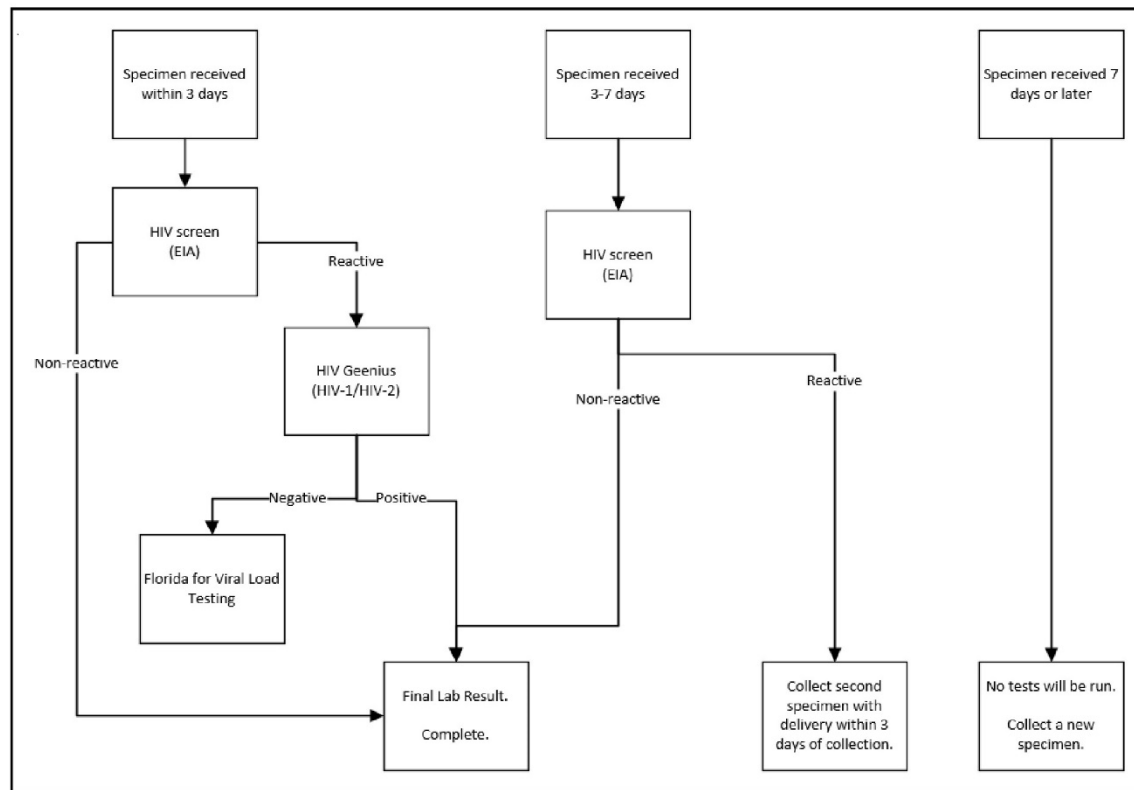 Specimen received
within 3 days
Specimen received
3-7 days
Specimen received 7
days or later
HIV screen
(EIA)
HIV screen
(EIA)
Reactive
Non-reactive
HIV Geenius
(HIV-1/HIV-2)
Non-reactive
Reactive
Negative
Positive
Florida for Viral Load
Testing
Final Lab Result.
Complete.
Collect second
specimen with
delivery within 3
days of collection.
No tests will be run.
Collect a new
specimen.